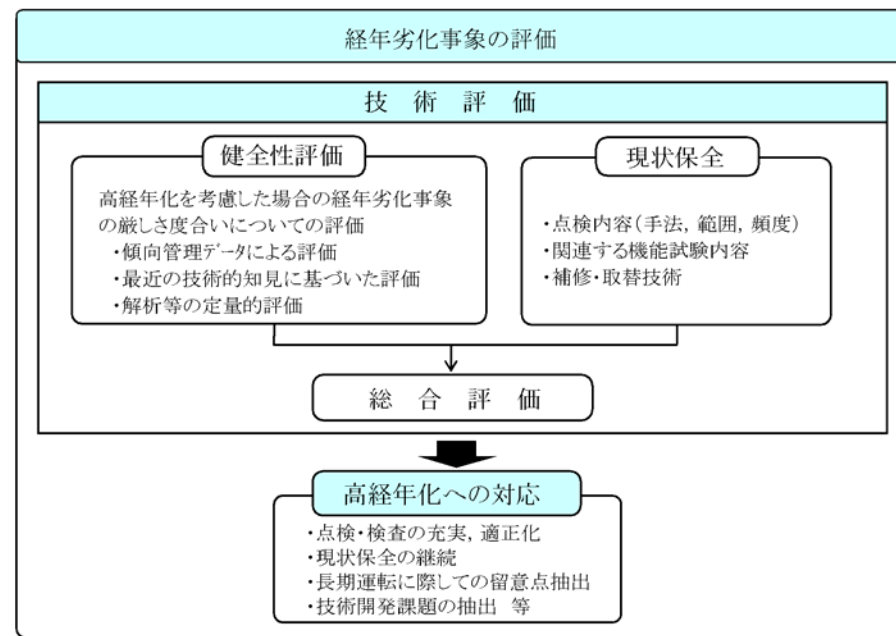 経年劣化事象の評価
技 術 評 価
健全性評価
高経年化を考慮した場合の経年劣化事象
の厳しさ度合いについての評価
・傾向管理ﾃﾞｰﾀによる評価
・最近の技術的知見に基づいた評価
・解析等の定量的評価
現状保全
・点検内容(手法, 範囲, 頻度)
・関連する機能試験内容
・補修・取替技術
総 合 評 価
高経年化への対応
・点検・検査の充実, 適正化
・現状保全の継続
・長期運転に際しての留意点抽出
・技術開発課題の抽出 等